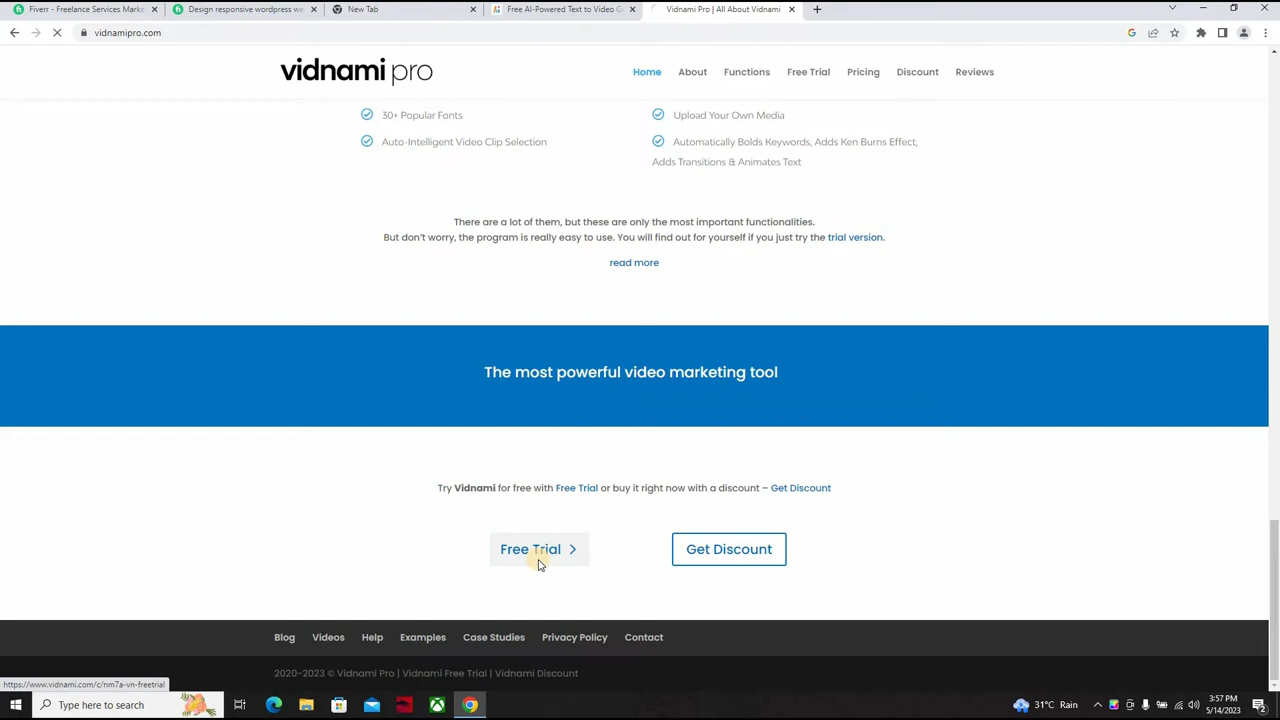 Fiverr - Freelance Services Marke
Design responsive wordpress we
New Tab
Free AI-Powered Text to Video G
Vidnami Pro | All About Vidnami
vidnamipro.com
vidnami pro
Home
About
Functions
Free Trial
Pricing
Discount
Reviews
30+ Popular Fonts
Upload Your Own Media
Auto-Intelligent Video Clip Selection
Automatically Bolds Keywords, Adds Ken Burns Effect,
Adds Transitions & Animates Text
There are a lot of them, but these are only the most important functionalities.
But don't worry, the program is really easy to use. You will find out for yourself if you just try the trial version.
read more
The most powerful video marketing tool
Try Vidnami for free with Free Trial or buy it right now with a discount – Get Discount
Free Trial
Get Discount
Blog
Videos
Help
Examples
Case Studies
Privacy Policy
Contact
2020-2023 © Vidnami Pro | Vidnami Free Trial | Vidnami Discount
https://www.vidnami.com/c/nm7a-vn-freetrial
Type here to search
31°C Rain
3:57 PM
5/14/2023